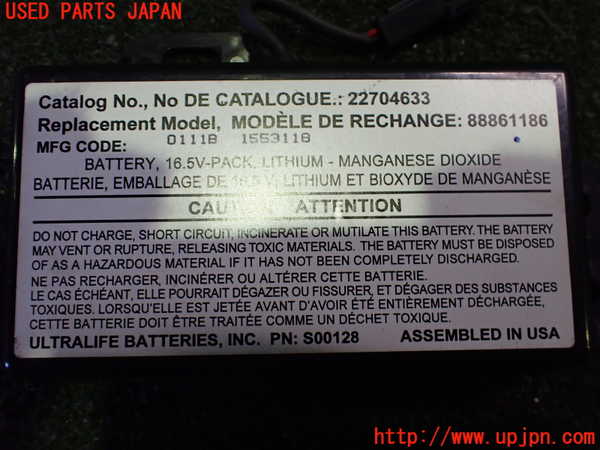 USED PARTS JAPAN
Catalog No., No DE CATALOGUE.: 22704633
Replacement Model, MODÈLE DE RECHANGE: 88861186
MFG CODE: 0111B 1553118
BATTERY, 16.5V-PACK, LITHIUM - MANGANESE DIOXIDE
BATTERIE, EMBALLAGE DE 16.5 V, LITHIUM ET BIOXYDE DE MANGANÈSE
CAUTION ATTENTION
DO NOT CHARGE, SHORT CIRCUIT, INCINERATE OR MUTILATE THIS BATTERY. THE BATTERY
MAY VENT OR RUPTURE, RELEASING TOXIC MATERIALS. THE BATTERY MUST BE DISPOSED
OF AS A HAZARDOUS MATERIAL IF IT HAS NOT BEEN COMPLETELY DISCHARGED.
NE PAS RECHARGER, INCINÉRER OU ALTÉRER CETTE BATTERIE.
LE CAS ÉCHÉANT, ELLE POURRAIT DÉGAZER OU FISSURER, ET DÉGAGER DES SUBSTANCES
TOXIQUES. LORSQU'ELLE EST JETÉE AVANT D'AVOIR ÉTÉ ENTIÈREMENT DÉCHARGÉE,
CETTE BATTERIE DOIT ÊTRE TRAITÉE COMME UN DÉCHET TOXIQUE.
ULTRALIFE BATTERIES, INC. PN: S00128 ASSEMBLED IN USA
http://www.upjpn.com/